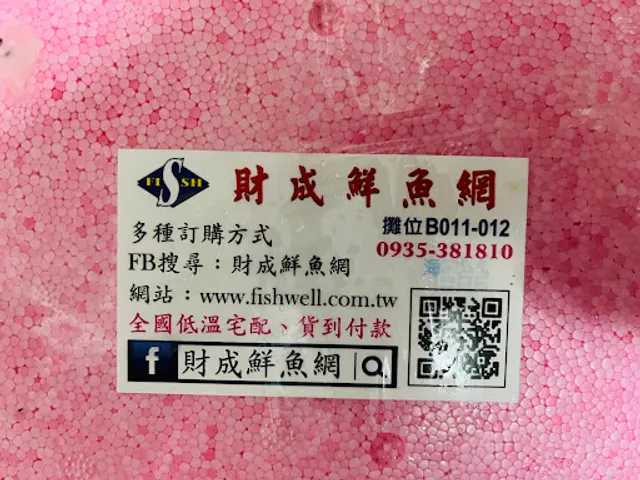 FISSH
財成鮮魚網
攤位B011-012
0935-381810
多種訂購方式
FB搜尋：財成鮮魚網
網站：www.fishwell.com.tw
全國低溫宅配、貨到付款
f 財成鮮魚網